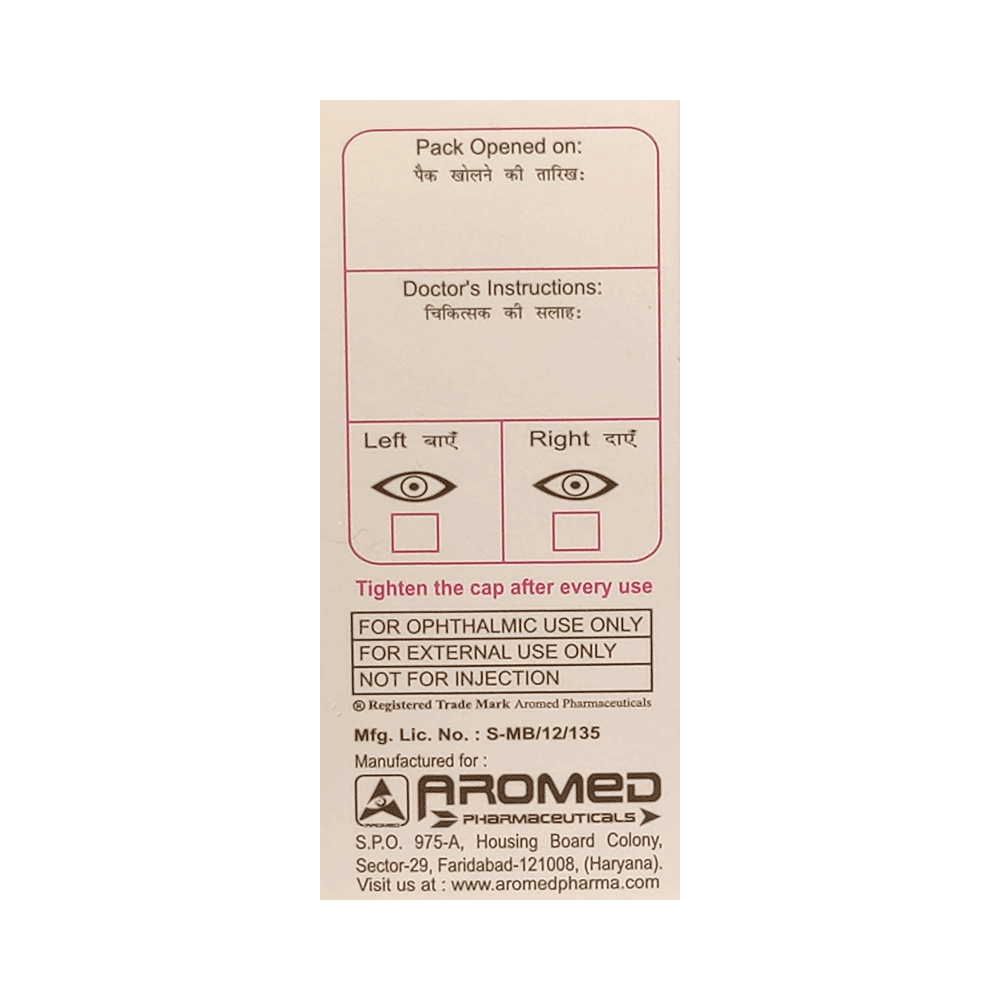 Pack Opened on:
पैक खोलने की तारिख:
Doctor's Instructions:
चिकित्सक की सलाह:
Left बाएँ Right दाएँ
Tighten the cap after every use
FOR OPHTHALMIC USE ONLY
FOR EXTERNAL USE ONLY
NOT FOR INJECTION
® Registered Trade Mark Aromed Pharmaceuticals
Mfg. Lic. No. : S-MB/12/135
Manufactured for :
AROMED
AROMED
PHARMACEUTICALS
S.P.O. 975-A, Housing Board Colony,
Sector-29, Faridabad-121008, (Haryana).
Visit us at : www.aromedpharma.com